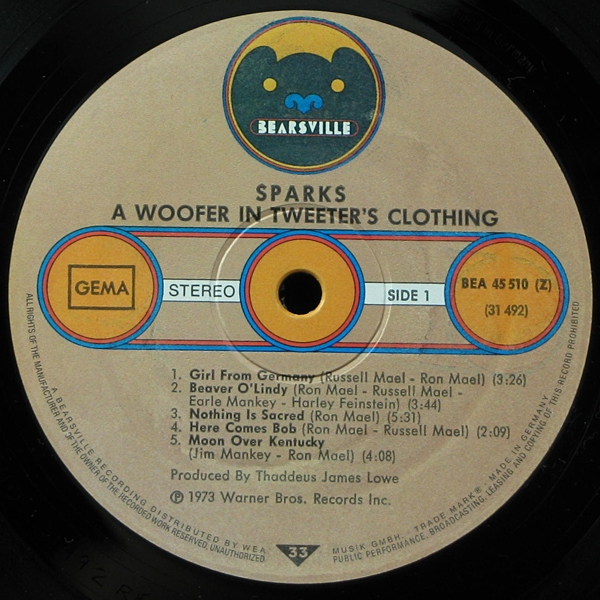 BEARSVILLE
SPARKS
A WOOFER IN TWEETER'S CLOTHING
GEMA
STEREO
SIDE 1
BEA 45 510 (Z)
(31 492)
1. Girl From Germany (Russell Mael - Ron Mael) (3:26)
2. Beaver O'Lindy (Ron Mael - Russell Mael -
Earle Mankey - Harley Feinstein) (3:44)
3. Nothing Is Sacred (Ron Mael) (5:31)
4. Here Comes Bob (Ron Mael - Russell Mael) (2:09)
5. Moon Over Kentucky
(Jim Mankey - Ron Mael) (4:08)
Produced By Thaddeus James Lowe
℗ 1973 Warner Bros. Records Inc.
A BEARSVILLE RECORDING DISTRIBUTED BY WEA MUSIK GMBH. TRADE MARK®. MADE IN GERMANY
ALL RIGHTS OF THE MANUFACTURER AND OF THE OWNER OF THE RECORDED WORK RESERVED. UNAUTHORIZED PUBLIC PERFORMANCE, BROADCASTING, LEASING AND COPYING OF THIS RECORD PROHIBITED
33